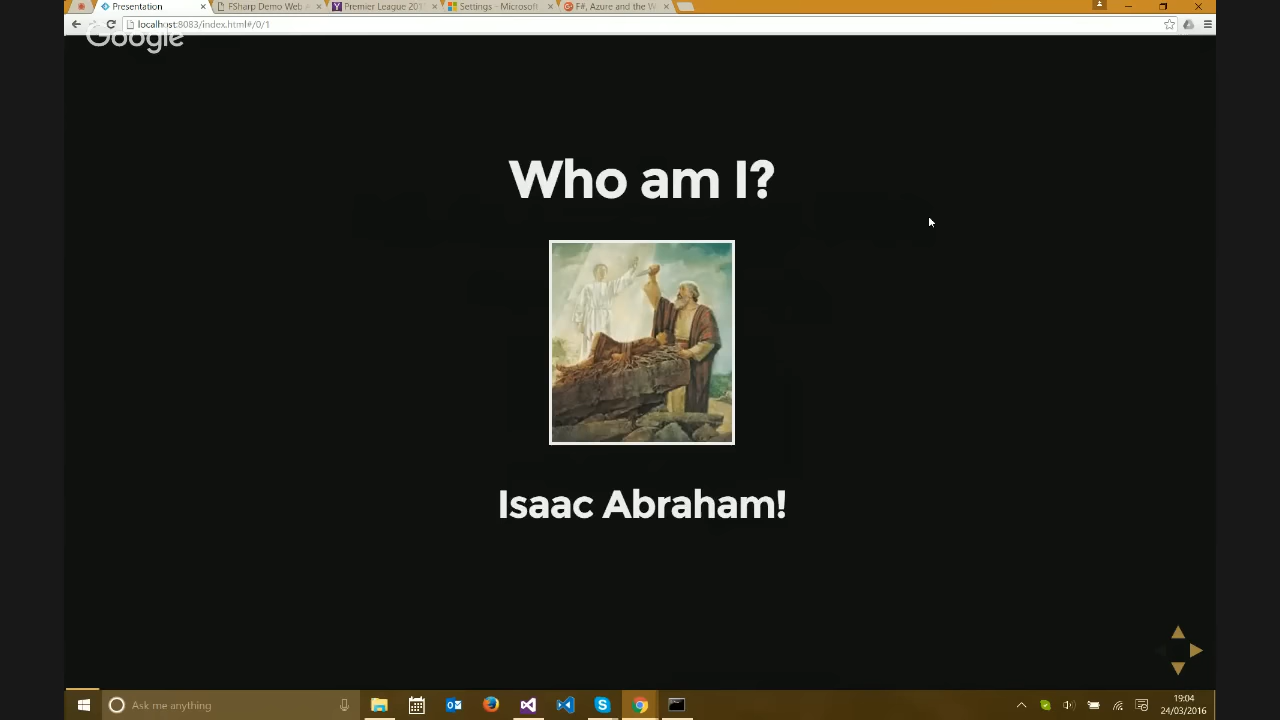 Presentation
FSharp Demo Web A
Premier League 201
Settings - Microsoft
F#, Azure and the W
localhost:8083/index.html#/0/1
Google
Who am I?
Isaac Abraham!
Ask me anything
19:04
24/03/2016